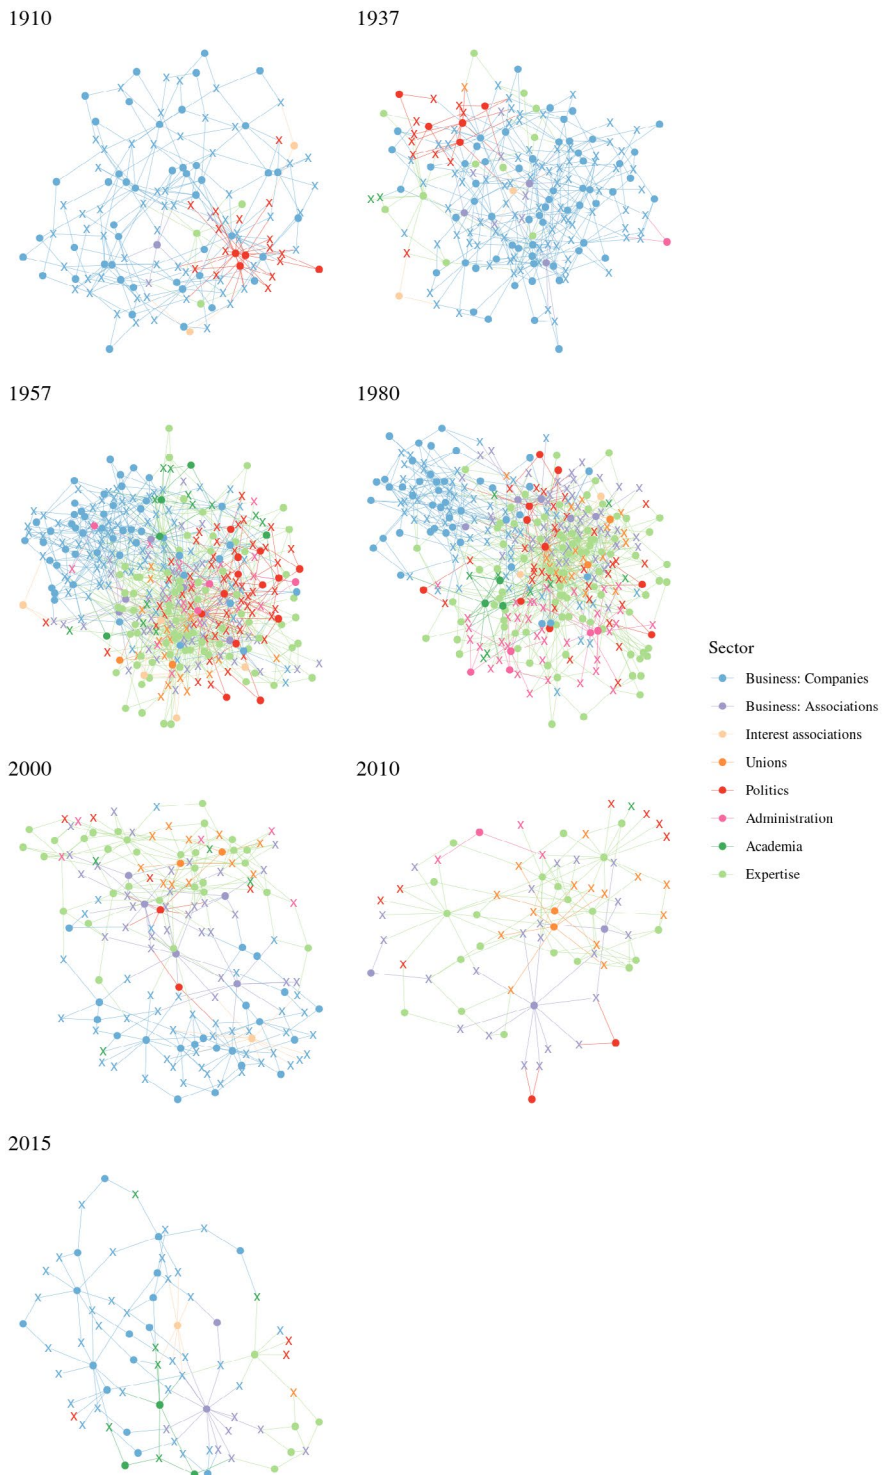 1910
1937
1957
1980
Sector
Business: Companies
Business: Associations
Interest associations
Unions
Politics
Administration
Academia
Expertise
2000
2010
2015